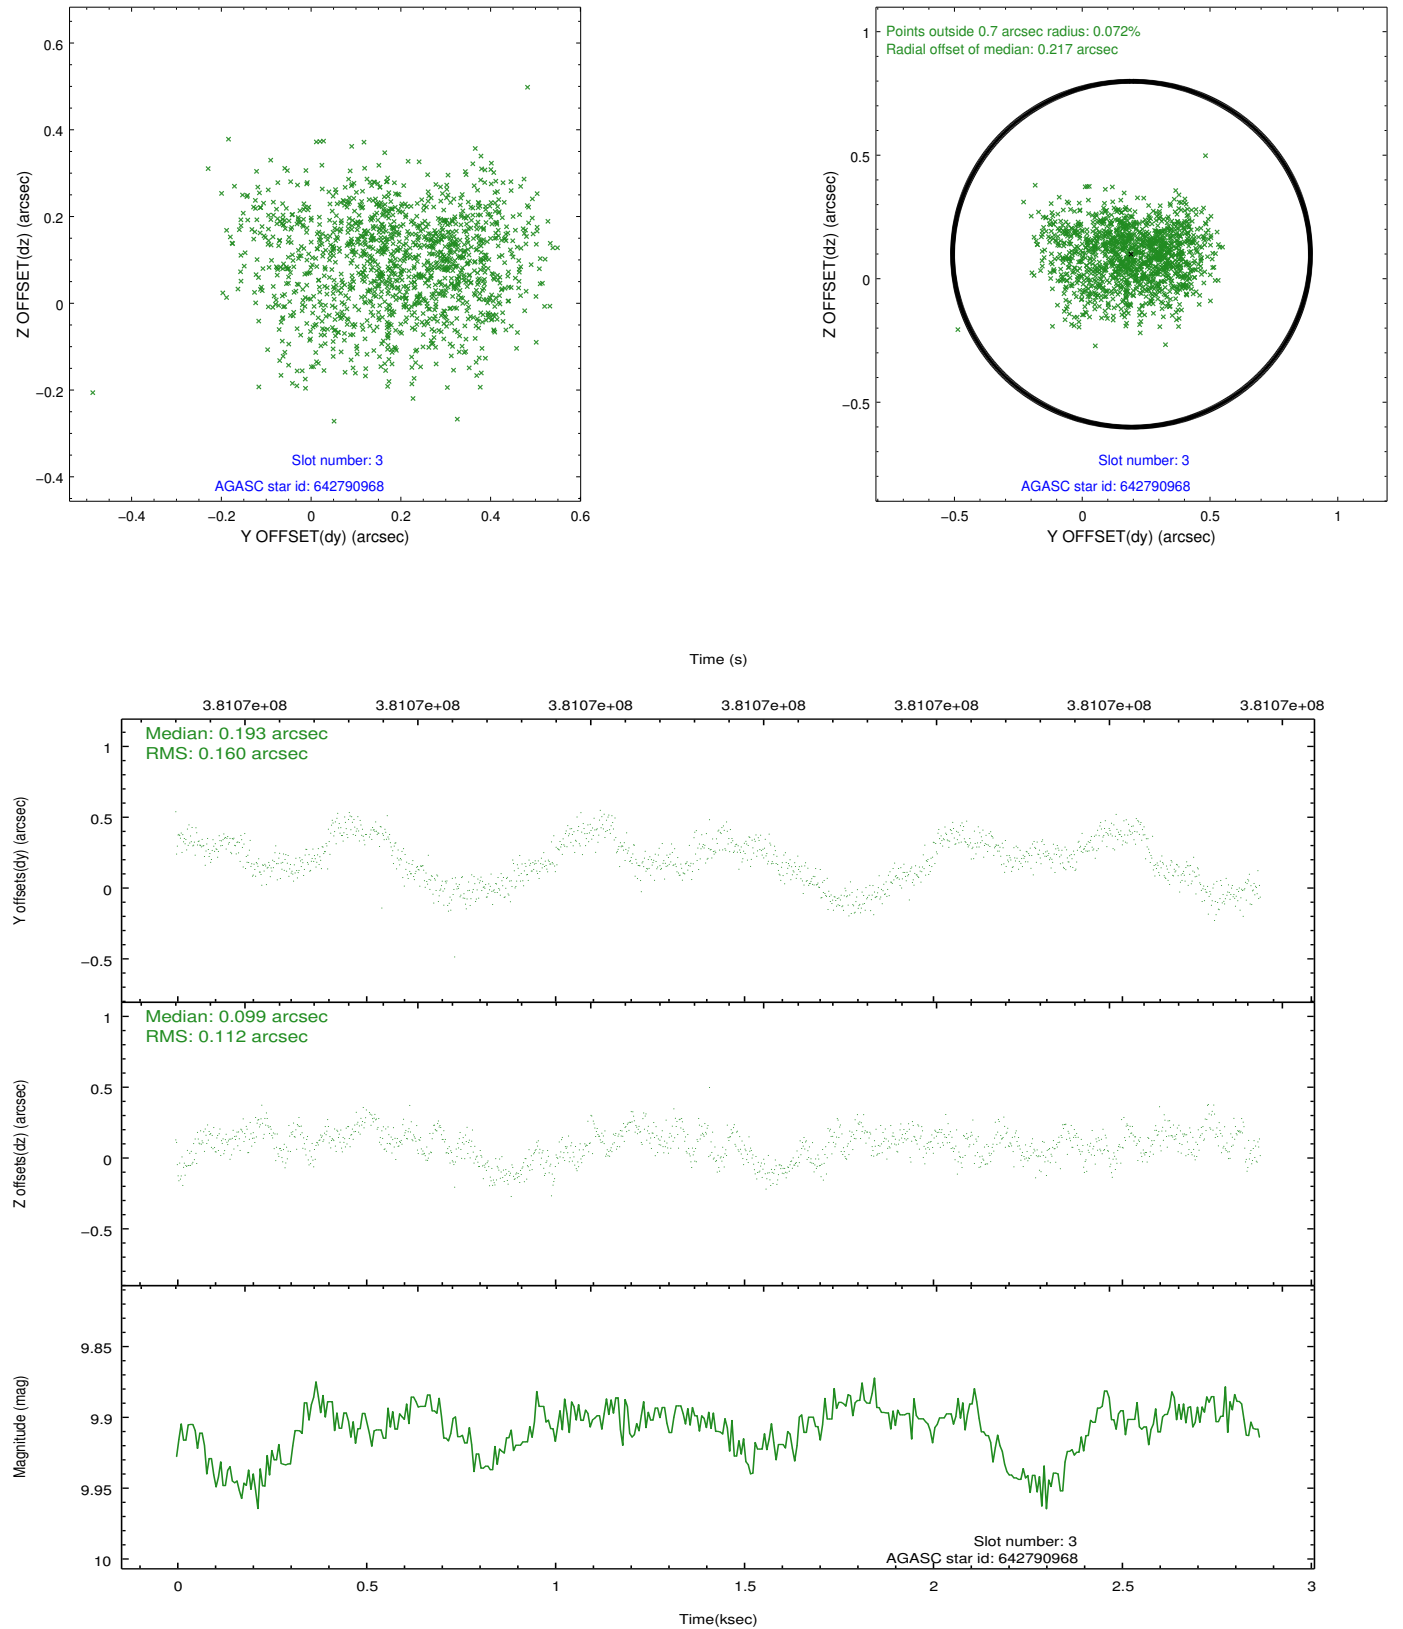 0.6
0.4
0.2
0
−0.2
−0.4
Z OFFSET(dz) (arcsec)
−0.4 −0.2 0 0.2 0.4 0.6
Y OFFSET(dy) (arcsec)
Slot number: 3
AGASC star id: 642790968
Points outside 0.7 arcsec radius: 0.072%
Radial offset of median: 0.217 arcsec
1
0.5
0
−0.5
Z OFFSET(dz) (arcsec)
Slot number: 3
AGASC star id: 642790968
−0.5 0 0.5 1
Y OFFSET(dy) (arcsec)
Time (s)
3.8107e+08 3.8107e+08 3.8107e+08 3.8107e+08 3.8107e+08 3.8107e+08 3.8107e+08
Median: 0.193 arcsec
RMS: 0.160 arcsec
1
0.5
0
−0.5
Y offsets(dy) (arcsec)
Median: 0.099 arcsec
RMS: 0.112 arcsec
1
0.5
0
−0.5
Z offsets(dz) (arcsec)
9.85
9.9
9.95
10
Magnitude (mag)
Slot number: 3
AGASC star id: 642790968
0 0.5 1 1.5 2 2.5 3
Time(ksec)